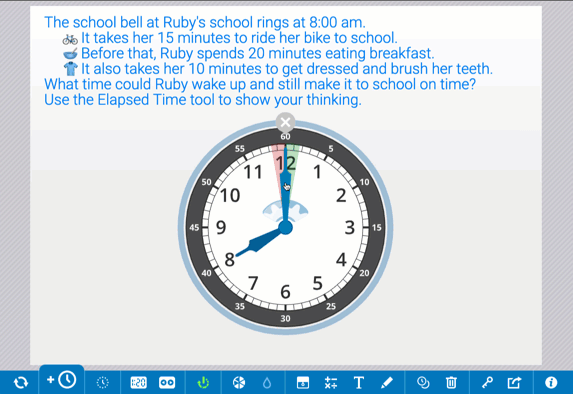 The school bell at Ruby's school rings at 8:00 am.
It takes her 15 minutes to ride her bike to school.
Before that, Ruby spends 20 minutes eating breakfast.
It also takes her 10 minutes to get dressed and brush her teeth.
What time could Ruby wake up and still make it to school on time?
Use the Elapsed Time tool to show your thinking.
60
55 5
12
11 1
50 10
10 2
45 9 3 15
8 4
40 20
7 5
6
35 25
30
1:20
T